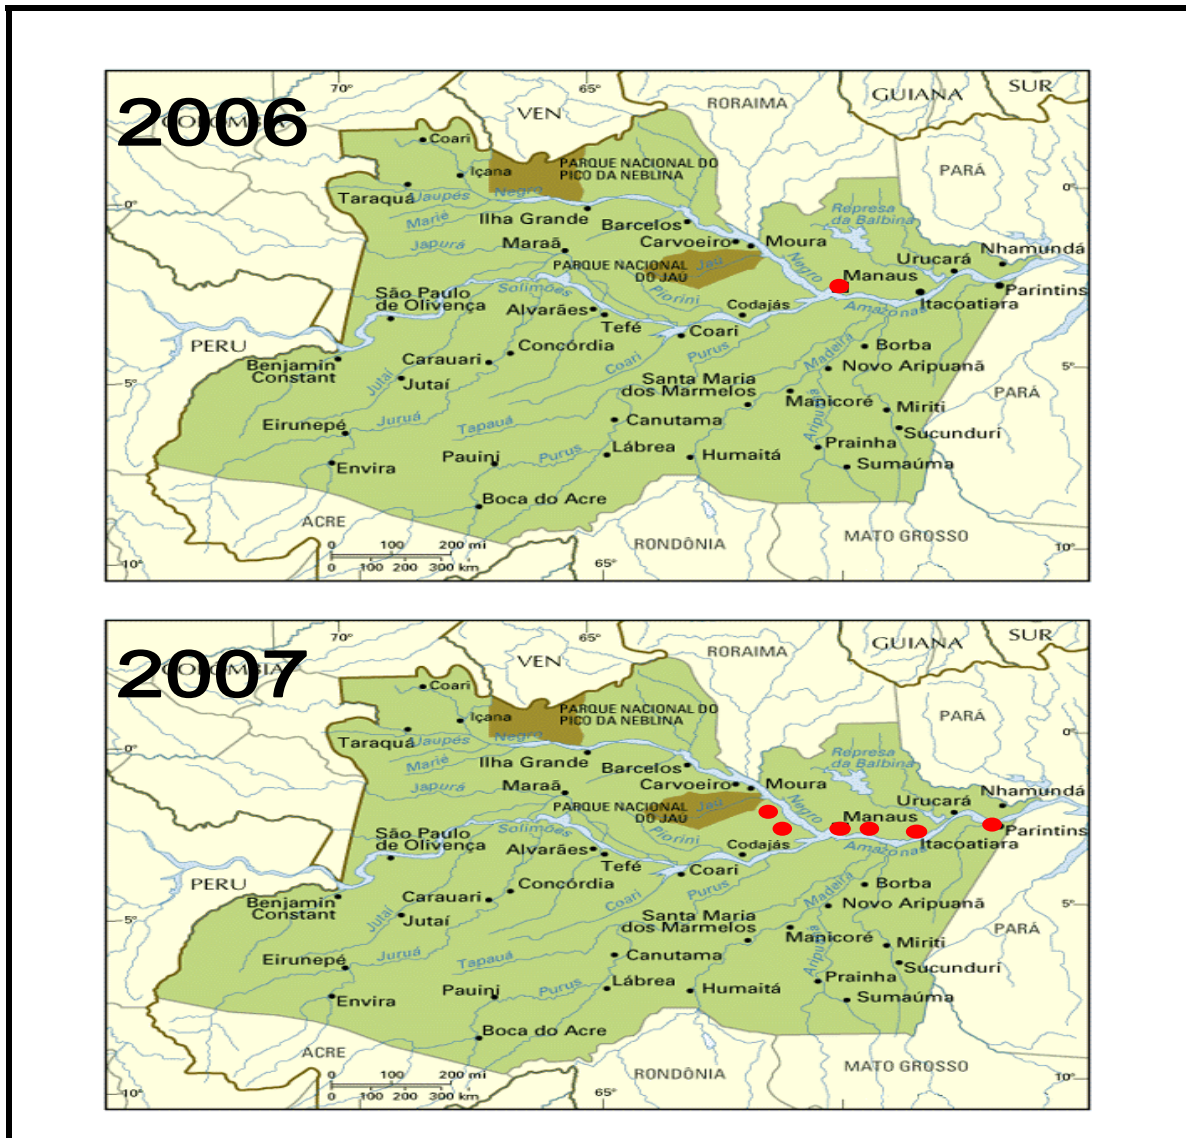 2006
COLOMBIA
70°
65°
VEN
RORAIMA
GUIANA
SUR
Coari
Içana
PARQUE NACIONAL DO
PICO DA NEBLINA
PARÁ
0°
Taraquá
Uaupés
Negro
0°
Marié
Ilha Grande
Barcelos
Represa
da Balbina
Japurá
Maraã
Carvoeiro
Moura
Nhamundá
PARQUE NACIONAL
DO JAÚ
Jaú
Negro
Urucará
Manaus
Solimões
Piorini
Parintins
São Paulo
de Olivença
Alvarães
Codajás
Amazonas
Itacoatiara
Tefé
Coari
PERU
Concórdia
Purus
Madeira
Borba
Benjamin
Constant
Carauari
Coari
Novo Aripuanã
5°
Jutaí
Jutaí
Santa Maria
dos Marmelos
5°
PARÁ
Manicoré
Miriti
Eirunepé
Juruá
Tapauá
Canutama
Aripuanã
Sucunduri
Envira
Pauini
Purus
Lábrea
Humaitá
Prainha
Sumaúma
Boca do Acre
ACRE
RONDÔNIA
MATO GROSSO
0 100 200 mi
0 100 200 300 km
10°
65°
10°
2007
COLOMBIA
70°
65°
VEN
RORAIMA
GUIANA
SUR
Coari
Içana
PARQUE NACIONAL DO
PICO DA NEBLINA
PARÁ
0°
Taraquá
Uaupés
Negro
0°
Marié
Ilha Grande
Barcelos
Represa
da Balbina
Japurá
Maraã
Carvoeiro
Moura
Nhamundá
PARQUE NACIONAL
DO JAÚ
Jaú
Negro
Urucará
Manaus
Solimões
Piorini
Parintins
São Paulo
de Olivença
Alvarães
Codajás
Amazonas
Itacoatiara
Tefé
Coari
PERU
Concórdia
Purus
Madeira
Borba
Benjamin
Constant
Carauari
Coari
Novo Aripuanã
5°
Jutaí
Jutaí
Santa Maria
dos Marmelos
5°
PARÁ
Manicoré
Miriti
Eirunepé
Juruá
Tapauá
Canutama
Aripuanã
Sucunduri
Envira
Pauini
Purus
Lábrea
Humaitá
Prainha
Sumaúma
Boca do Acre
ACRE
RONDÔNIA
MATO GROSSO
0 100 200 mi
0 100 200 300 km
10°
65°
10°